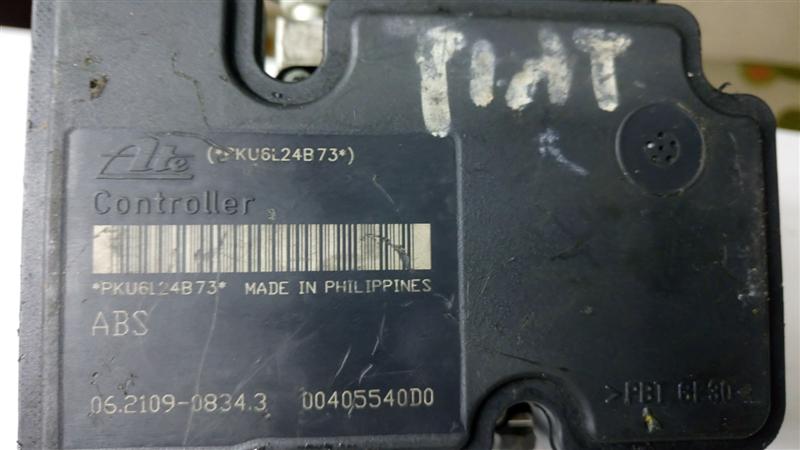 FIAT
Ate (*PKU6L24B73*)
Controller
*PKU6L24B73* MADE IN PHILIPPINES
ABS
06.2109-0834.3 00405540D0
>PBT GF30<